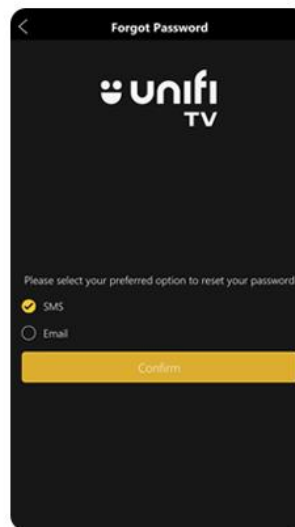 Forgot Password
unifi
TV
Please select your preferred option to reset your password
SMS
Email
Confirm